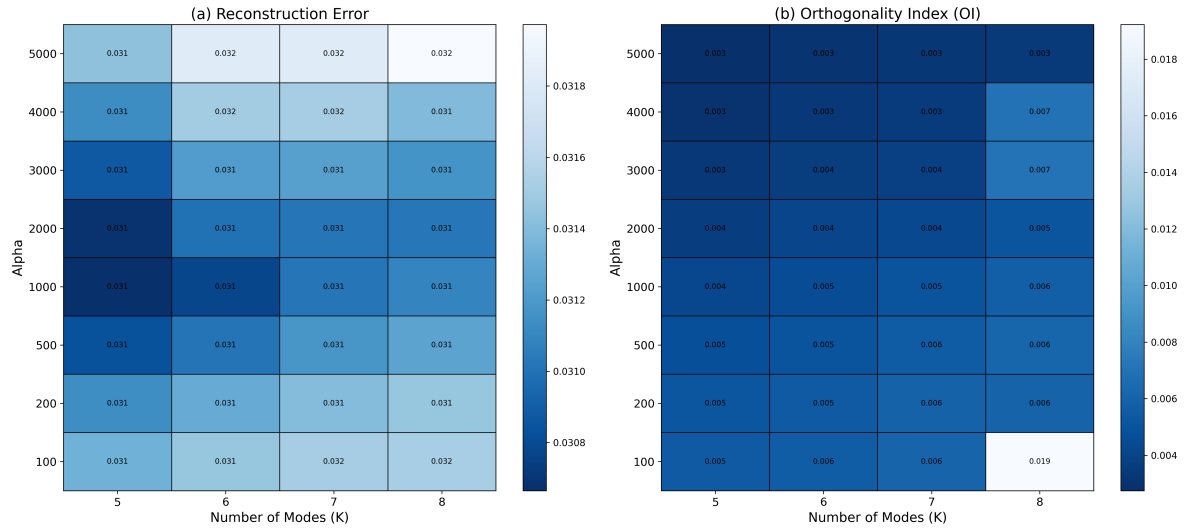 (a) Reconstruction Error
Alpha
5000 0.031 0.032 0.032 0.032
4000 0.031 0.032 0.032 0.031
3000 0.031 0.031 0.031 0.031
2000 0.031 0.031 0.031 0.031
1000 0.031 0.031 0.031 0.031
500 0.031 0.031 0.031 0.031
200 0.031 0.031 0.031 0.031
100 0.031 0.031 0.032 0.032
5 6 7 8
Number of Modes (K)
0.0318
0.0316
0.0314
0.0312
0.0310
0.0308
(b) Orthogonality Index (OI)
Alpha
5000 0.003 0.003 0.003 0.003
4000 0.003 0.003 0.003 0.007
3000 0.003 0.004 0.004 0.007
2000 0.004 0.004 0.004 0.005
1000 0.004 0.005 0.005 0.006
500 0.005 0.005 0.006 0.006
200 0.005 0.005 0.006 0.006
100 0.005 0.006 0.006 0.019
5 6 7 8
Number of Modes (K)
0.018
0.016
0.014
0.012
0.010
0.008
0.006
0.004